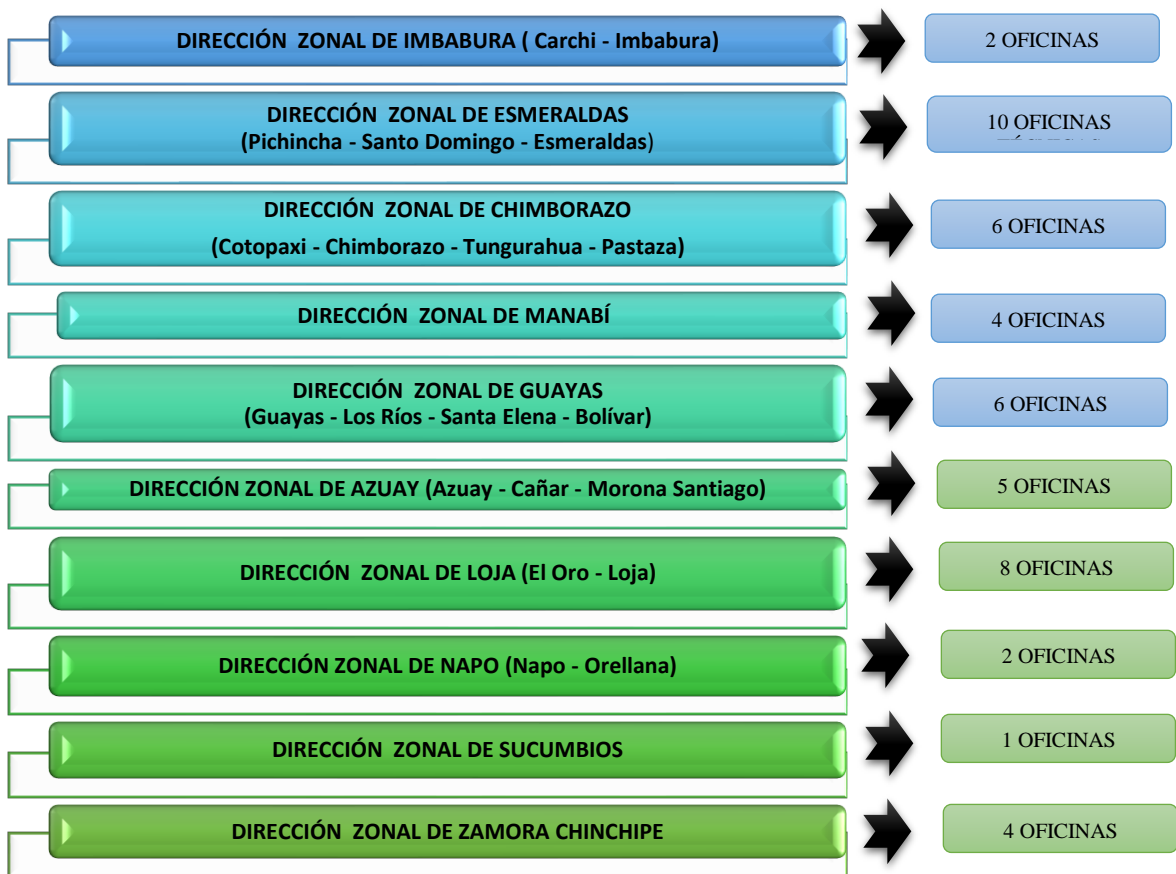 DIRECCIÓN ZONAL DE IMBABURA ( Carchi - Imbabura)
2 OFICINAS
DIRECCIÓN ZONAL DE ESMERALDAS
(Pichincha - Santo Domingo - Esmeraldas)
10 OFICINAS
DIRECCIÓN ZONAL DE CHIMBORAZO
(Cotopaxi - Chimborazo - Tungurahua - Pastaza)
6 OFICINAS
DIRECCIÓN ZONAL DE MANABÍ
4 OFICINAS
DIRECCIÓN ZONAL DE GUAYAS
(Guayas - Los Ríos - Santa Elena - Bolívar)
6 OFICINAS
DIRECCIÓN ZONAL DE AZUAY (Azuay - Cañar - Morona Santiago)
5 OFICINAS
DIRECCIÓN ZONAL DE LOJA (El Oro - Loja)
8 OFICINAS
DIRECCIÓN ZONAL DE NAPO (Napo - Orellana)
2 OFICINAS
DIRECCIÓN ZONAL DE SUCUMBIOS
1 OFICINAS
DIRECCIÓN ZONAL DE ZAMORA CHINCHIPE
4 OFICINAS